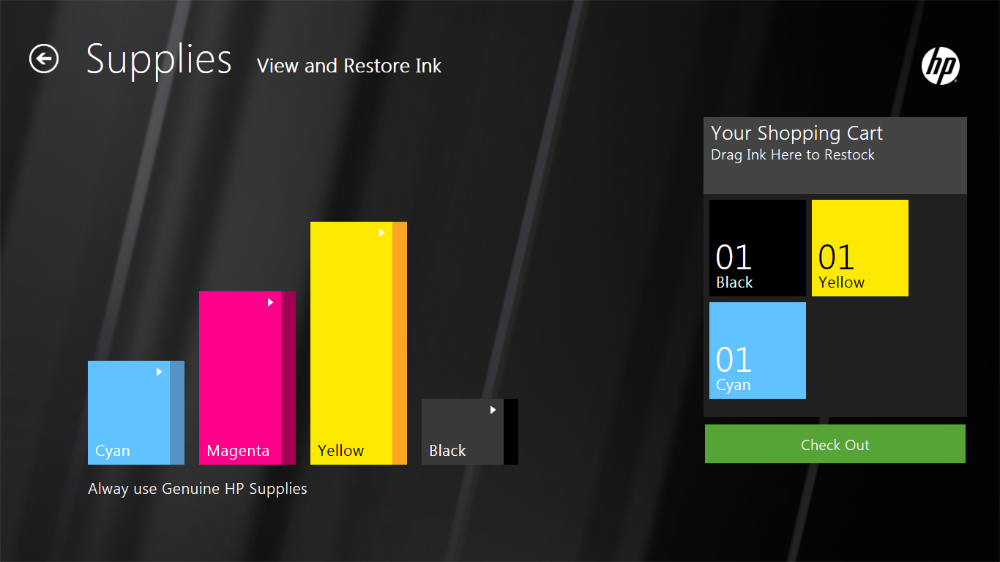 Supplies View and Restore Ink
hp
Your Shopping Cart
Drag Ink Here to Restock
01
Black
01
Yellow
01
Cyan
Check Out
Cyan
Magenta
Yellow
Black
Alway use Genuine HP Supplies